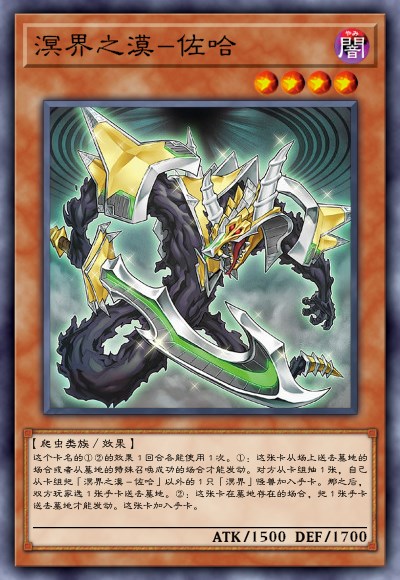 溟界之漠-佐哈
やみ
闇
【爬虫类族/效果】
这个卡名的①②的效果1回合各能使用1次。①：这张卡从场上送去墓地的
场合或者从墓地的特殊召唤成功的场合才能发动。对方从卡组抽1张，自己
从卡组把「溟界之漠-佐哈」以外的1只「溟界」怪兽加入手卡。那之后，
双方玩家选1张手卡送去墓地。②：这张卡在墓地存在的场合，把1张手卡
送去墓地才能发动。这张卡加入手卡。
ATK/1500 DEF/1700